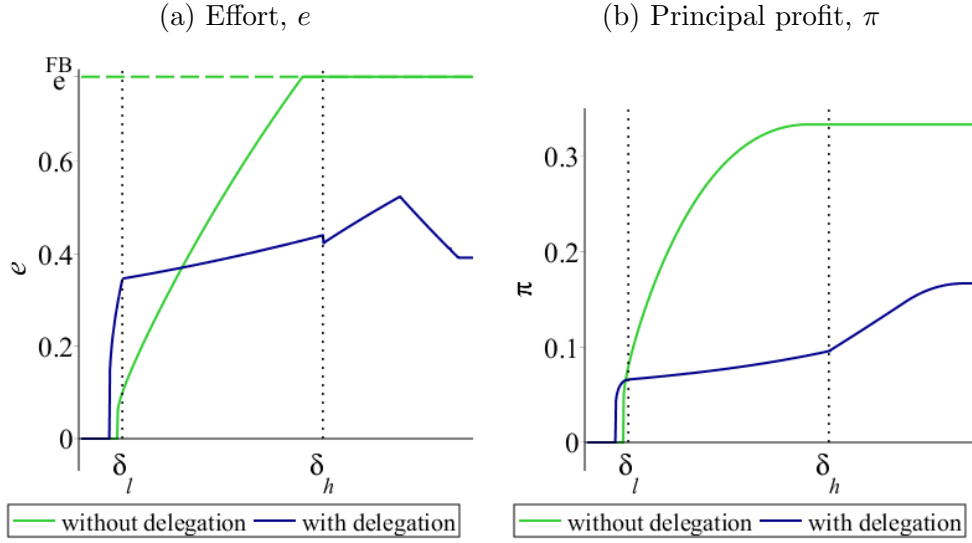 (a) Effort, e
FB
e
0.6
0.4
0.2
0
e
δ l
δ h
without delegation with delegation
(b) Principal profit, π
0.3
0.2
0.1
0
π
δ l
δ h
without delegation with delegation